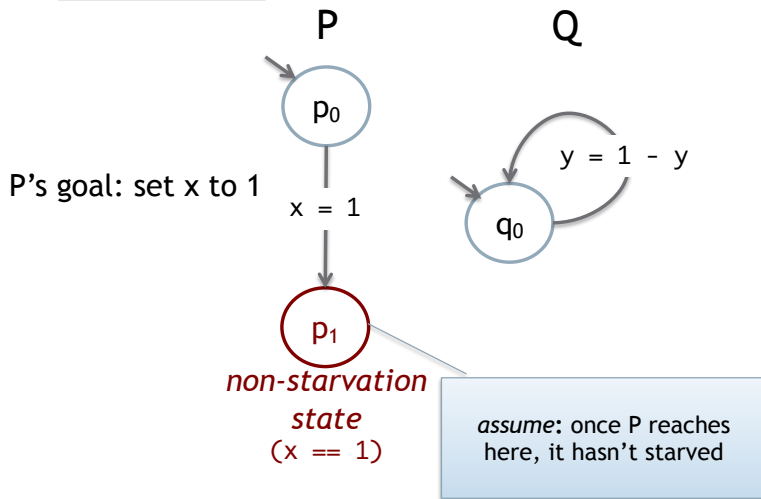 P
Q
p0
y = 1 - y
P's goal: set x to 1
x = 1
q0
p1
non-starvation
state
(x == 1)
assume: once P reaches
here, it hasn't starved